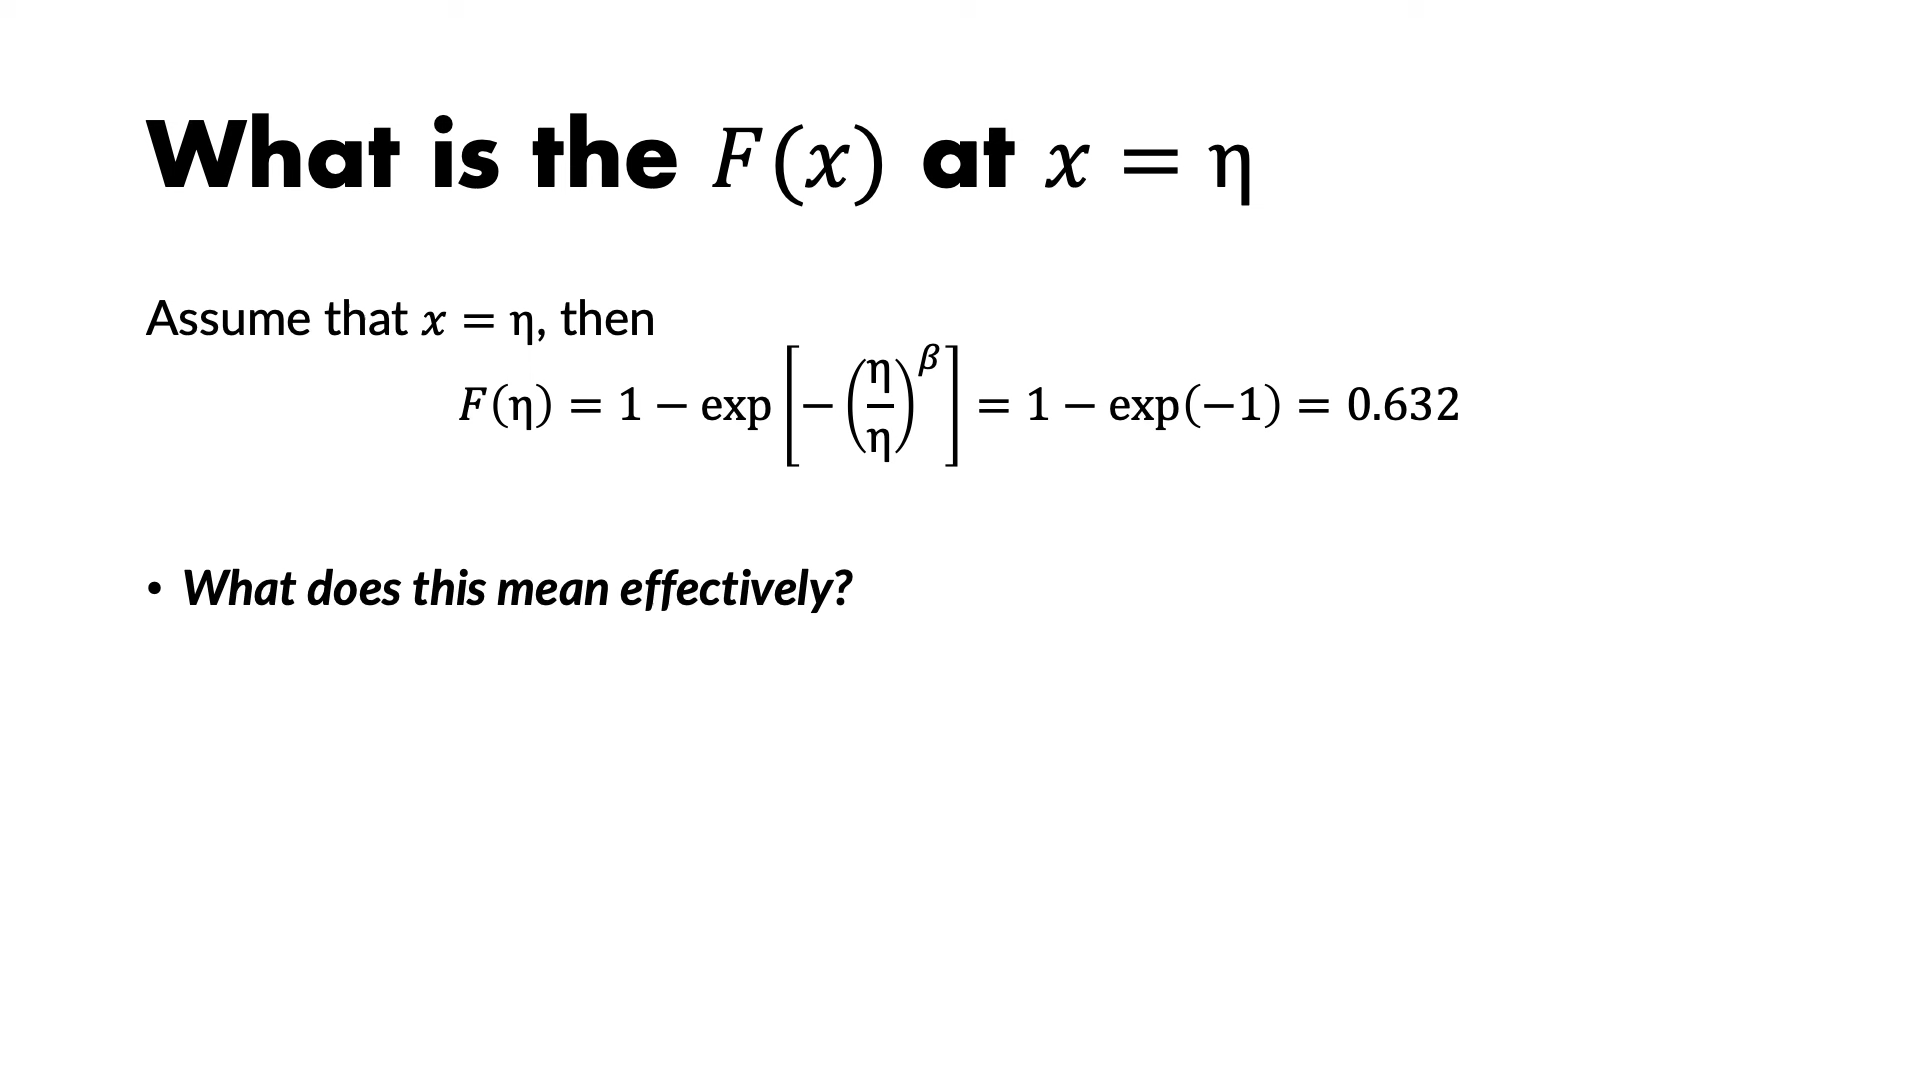 What is the F(x) at x = η
Assume that x = η, then
F(η) = 1 − exp [−(η/η)^β] = 1 − exp(−1) = 0.632
• What does this mean effectively?